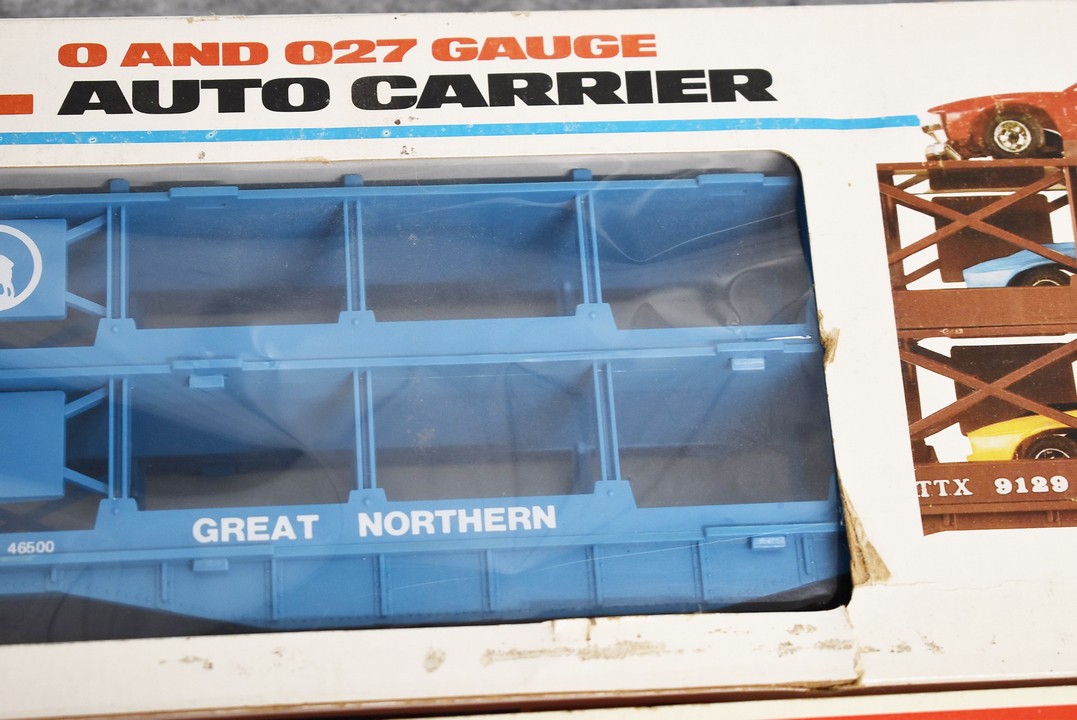 O AND O27 GAUGE
AUTO CARRIER
GREAT NORTHERN
46500
TTX 9129